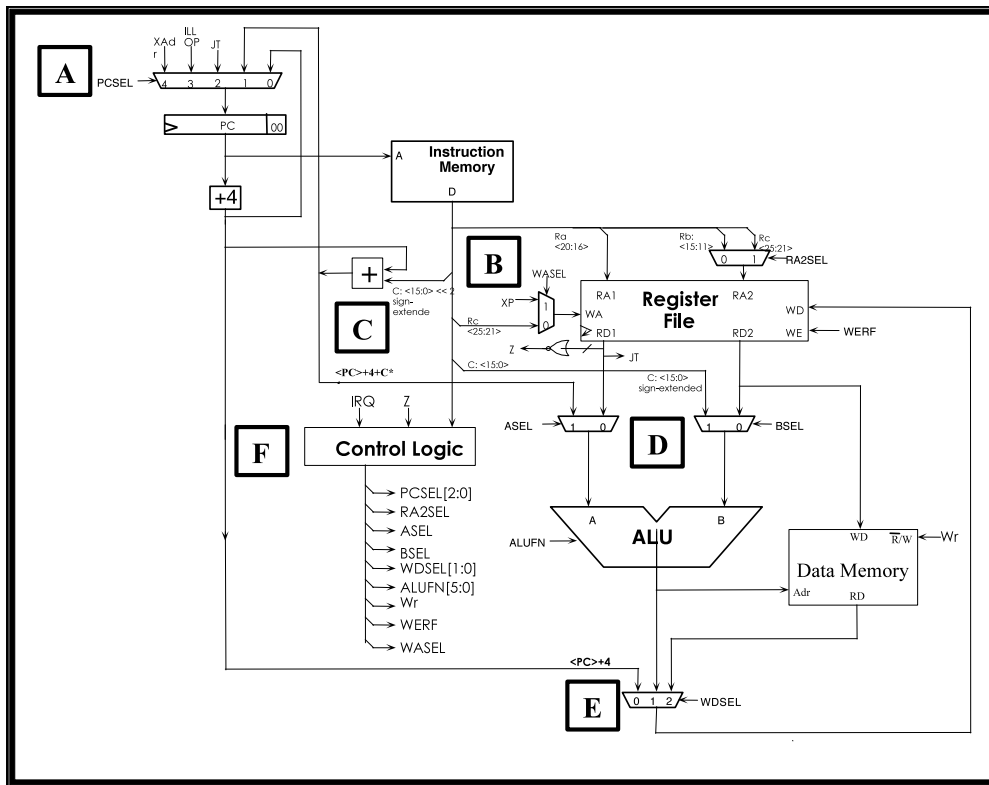 A
XAd
r
ILL
OP
JT
PCSEL
4 3 2 1 0
PC
00
+4
A
Instruction
Memory
D
B
Ra
<20:16>
Rb:
<15:11>
Rc
<25:21>
0 1
RA2SEL
+
C: <15:0> << 2
sign-
extende
WASEL
XP
1
0
Rc
<25:21>
RA1
RA2
WA
Register
File
WD
RD1
RD2
WE
WERF
C
Z
JT
C: <15:0>
C: <15:0>
sign-extended
<PC>+4+C*
IRQ
Z
ASEL
1 0
D
1 0
BSEL
F
Control Logic
PCSEL[2:0]
RA2SEL
ASEL
BSEL
WDSEL[1:0]
ALUFN[5:0]
Wr
WERF
WASEL
A
B
ALU
ALUFN
WD
R/W
Wr
Data Memory
Adr
RD
<PC>+4
E
0 1 2
WDSEL